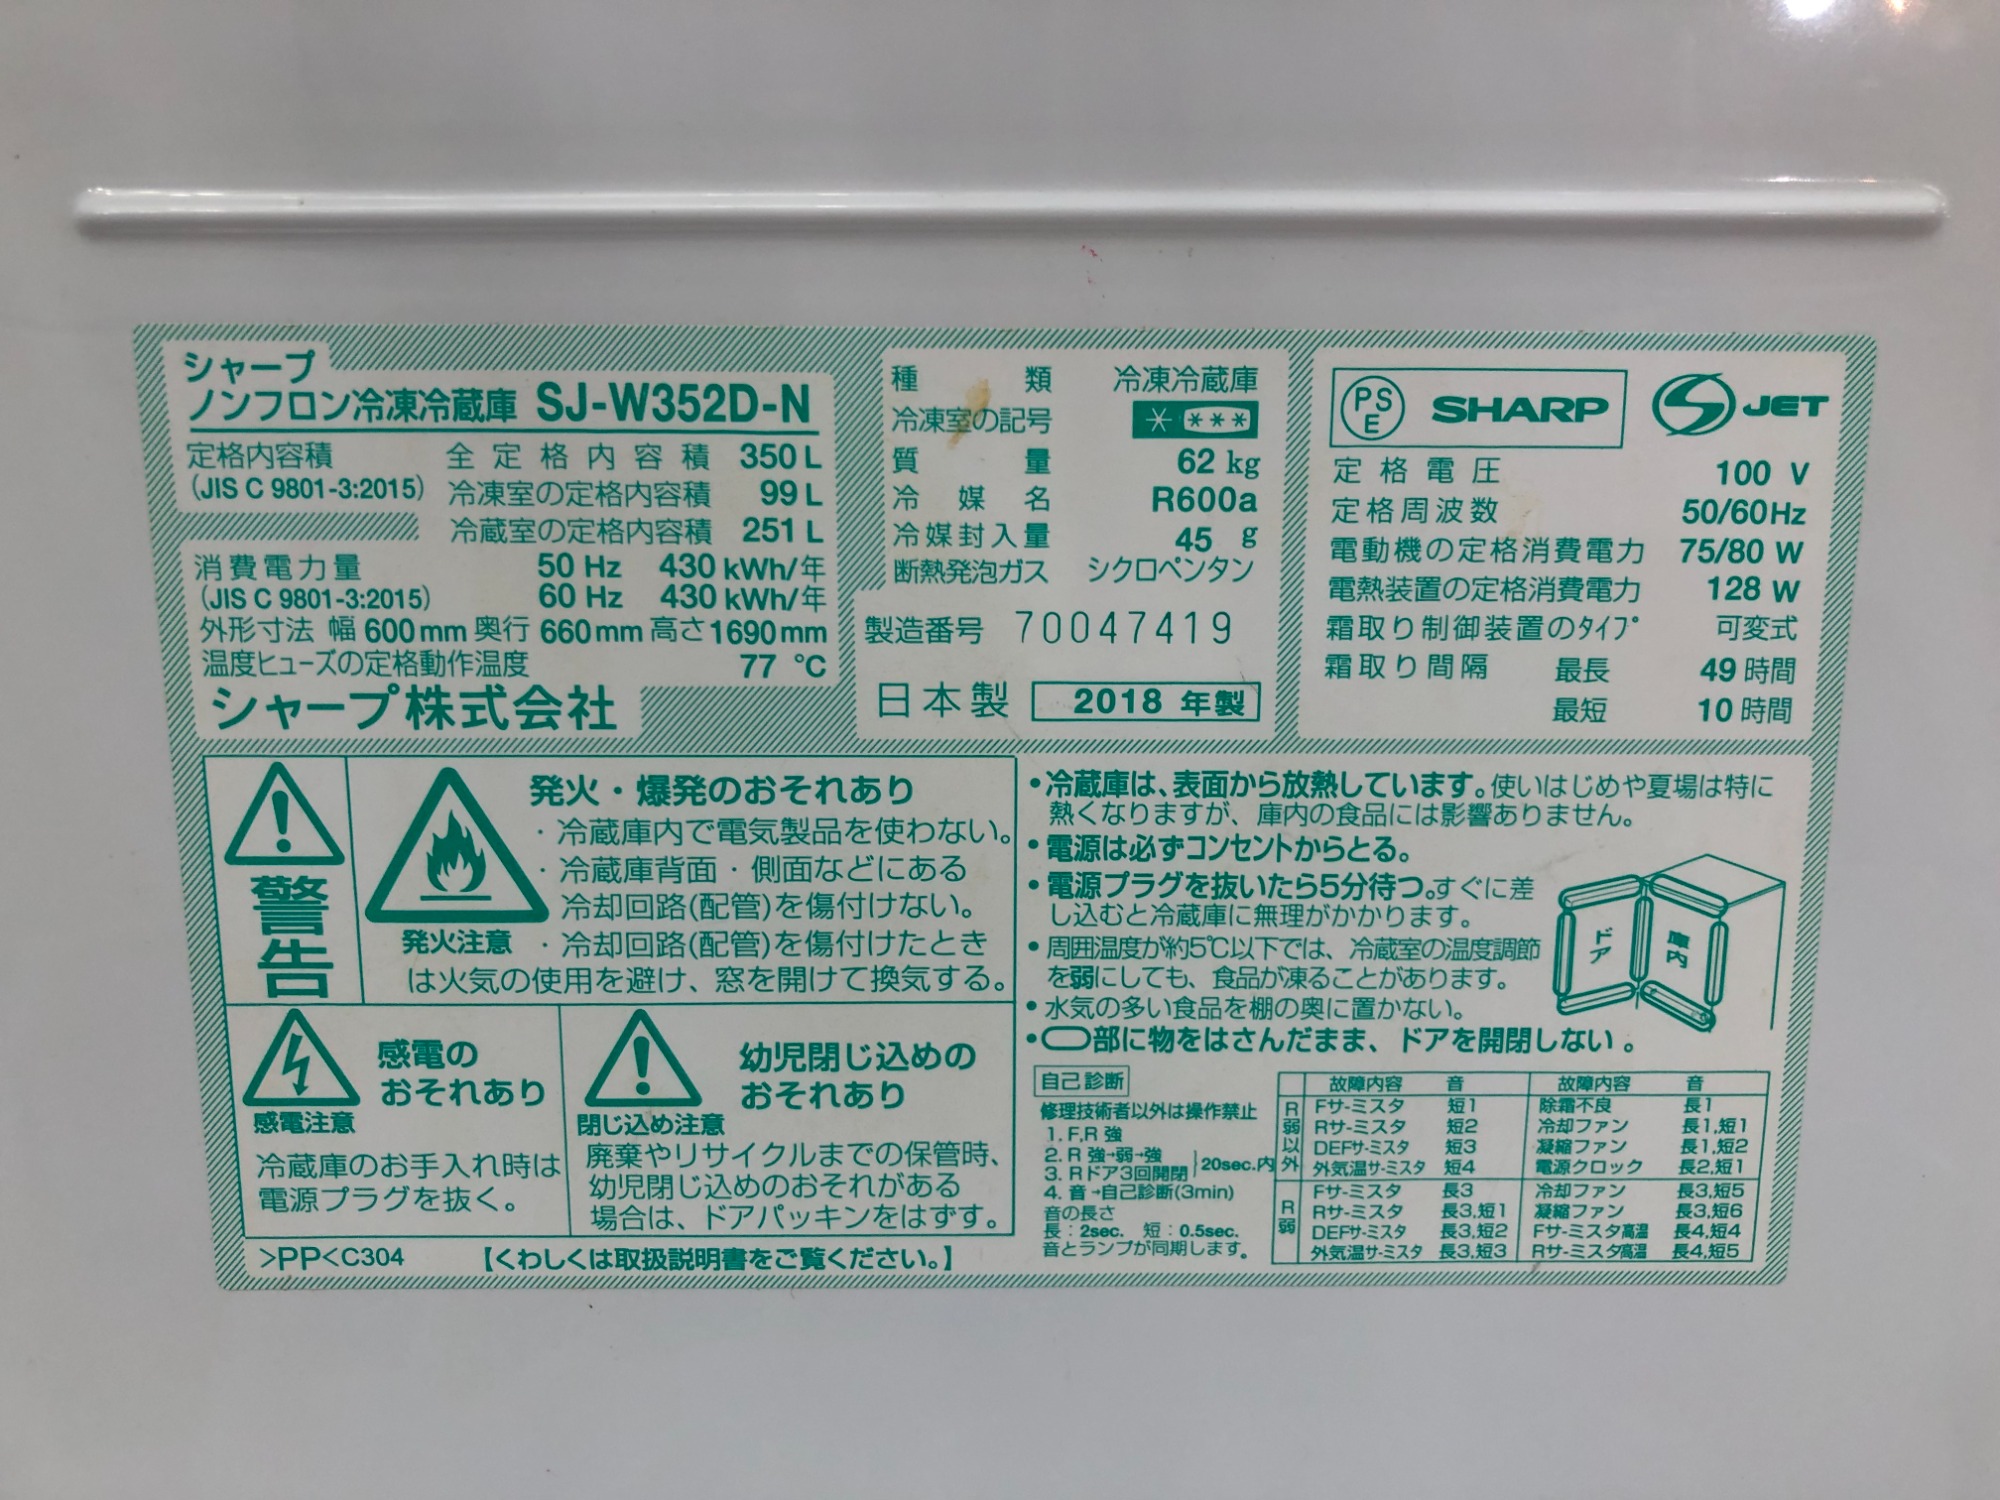 シャープ
ノンフロン冷凍冷蔵庫 SJ-W352D-N
定格内容積 全定格内容積 350 L
(JIS C 9801-3:2015) 冷凍室の定格内容積 99 L
冷蔵室の定格内容積 251 L
消費電力量 50 Hz 430 kWh/年
(JIS C 9801-3:2015) 60 Hz 430 kWh/年
外形寸法 幅 600mm 奥行 660mm 高さ 1690mm
温度ヒューズの定格動作温度 77 ℃
シャープ株式会社
種類 冷凍冷蔵庫
冷凍室の記号 * ***
質量 62 kg
冷媒名 R600a
冷媒封入量 45 g
断熱発泡ガス シクロペンタン
製造番号 70047419
日本製 2018 年製
PSE SHARP JET
定格電圧 100 V
定格周波数 50/60Hz
電動機の定格消費電力 75/80 W
電熱装置の定格消費電力 128 W
霜取り制御装置のタイプ 可変式
霜取り間隔 最長 49 時間
最短 10 時間
警告
発火注意
発火・爆発のおそれあり
・冷蔵庫内で電気製品を使わない。
・冷蔵庫背面・側面などにある
冷却回路(配管)を傷付けない。
・冷却回路(配管)を傷付けたとき
は火気の使用を避け、窓を開けて換気する。
感電注意
感電の
おそれあり
冷蔵庫のお手入れ時は
電源プラグを抜く。
閉じ込め注意
幼児閉じ込めの
おそれあり
廃棄やリサイクルまでの保管時、
幼児閉じ込めのおそれがある
場合は、ドアパッキンをはずす。
>PP<C304 【くわしくは取扱説明書をご覧ください。】
・冷蔵庫は、表面から放熱しています。使いはじめや夏場は特に
熱くなりますが、庫内の食品には影響ありません。
・電源は必ずコンセントからとる。
・電源プラグを抜いたら5分待つ。すぐに差
し込むと冷蔵庫に無理がかかります。
・周囲温度が約5℃以下では、冷蔵室の温度調節
を弱にしても、食品が凍ることがあります。
・水気の多い食品を棚の奥に置かない。
・⬭部に物をはさんだまま、ドアを開閉しない。
ドア 庫内
自己診断
修理技術者以外は操作禁止
1. F,R 強
2. R 強→弱→強
3. Rドア3回開閉 20sec.内
4. 音→自己診断(3min)
音の長さ
長：2sec. 短：0.5sec.
音とランプが同期します。
故障内容 音 故障内容 音
R弱以外 Fサーミスタ 短1 除霜不良 長1
Rサーミスタ 短2 冷却ファン 長1,短1
DEFサーミスタ 短3 凝縮ファン 長1,短2
外気温サーミスタ 短4 電源クロック 長2,短1
R弱 Fサーミスタ 長3 冷却ファン 長3,短5
Rサーミスタ 長3,短1 凝縮ファン 長3,短6
DEFサーミスタ 長3,短2 Fサーミスタ高温 長4,短4
外気温サーミスタ 長3,短3 Rサーミスタ高温 長4,短5